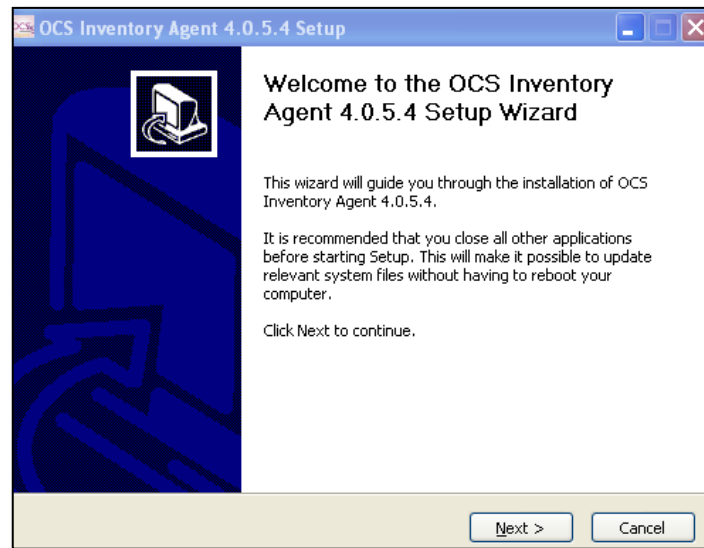 OCS Inventory Agent 4.0.5.4 Setup
Welcome to the OCS Inventory
Agent 4.0.5.4 Setup Wizard
This wizard will guide you through the installation of OCS
Inventory Agent 4.0.5.4.
It is recommended that you close all other applications
before starting Setup. This will make it possible to update
relevant system files without having to reboot your
computer.
Click Next to continue.
Next >
Cancel